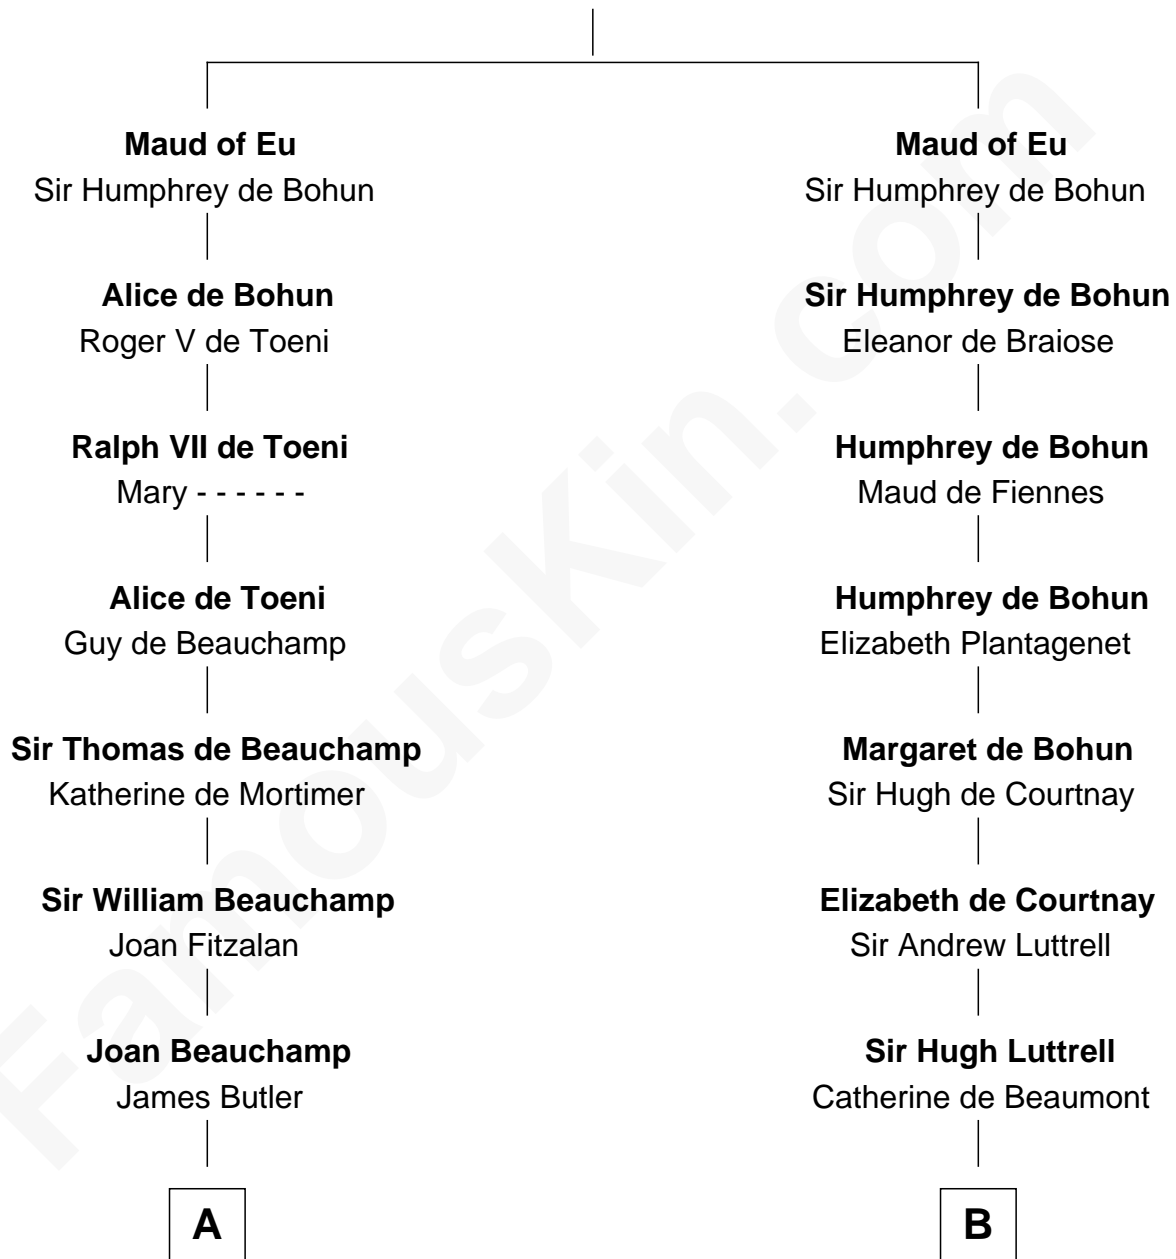 Maud of Eu
Sir Humphrey de Bohun
Alice de Bohun
Roger V de Toeni
Ralph VII de Toeni
Mary - - - - - -
Alice de Toeni
Guy de Beauchamp
Sir Thomas de Beauchamp
Katherine de Mortimer
Sir William Beauchamp
Joan Fitzalan
Joan Beauchamp
James Butler
A
Maud of Eu
Sir Humphrey de Bohun
Sir Humphrey de Bohun
Eleanor de Braiose
Humphrey de Bohun
Maud de Fiennes
Humphrey de Bohun
Elizabeth Plantagenet
Margaret de Bohun
Sir Hugh de Courtnay
Elizabeth de Courtnay
Sir Andrew Luttrell
Sir Hugh Luttrell
Catherine de Beaumont
B
FamousKin.com